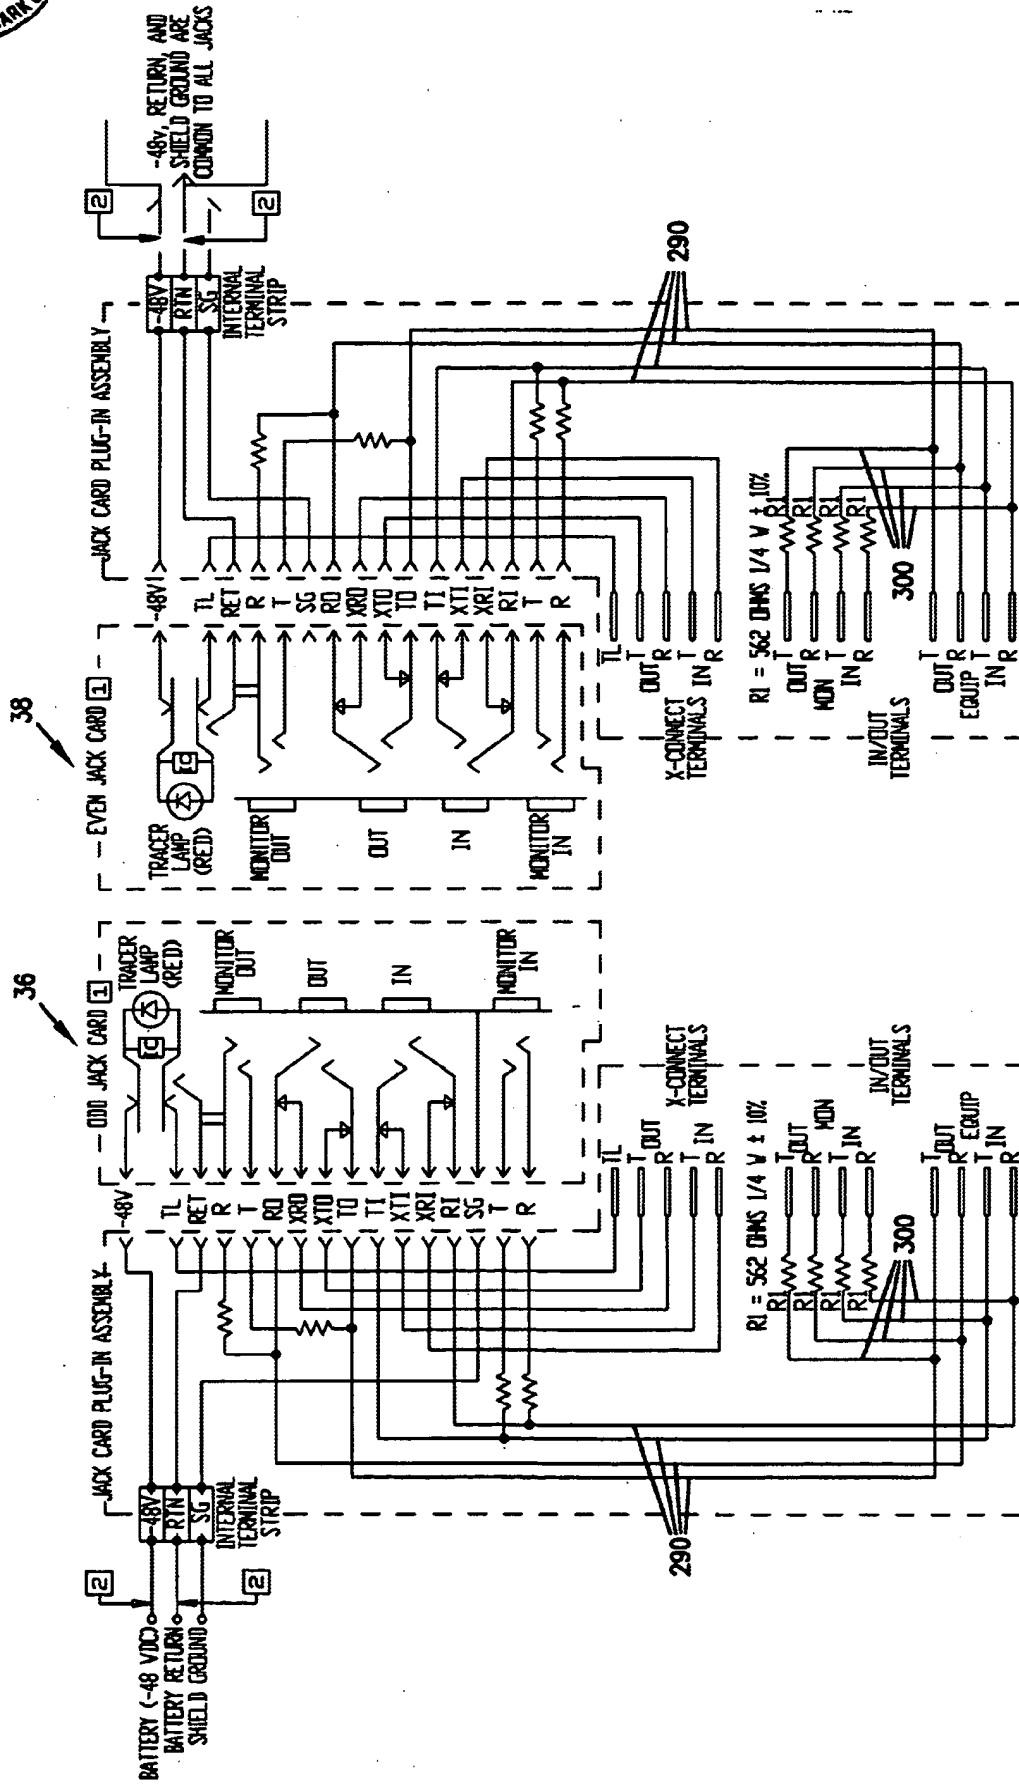 BATTERY (-48 VDC)
BATTERY RETURN
SHIELD GROUND
2
2
-48V
RTN
SG
INTERNAL
TERMINAL
STRIP
JACK CARD PLUG-IN ASSEMBLY
-48V
TL
RET
R
T
RO
XRO
XTO
TO
TI
XTI
XRI
RI
SG
T
R
36
ODD JACK CARD 1
TRACER
LAMP
(RED)
MONITOR
OUT
OUT
IN
MONITOR
IN
X-CONNECT
TERMINALS
TL
T
OUT
R
T
IN
R
R1 = 562 OHMS 1/4 W ± 10%
R1
R1
R1
R1
T
OUT
R
MON
T
IN
R
IN/OUT
TERMINALS
T
OUT
R
EQUIP
T
IN
R
290
300
38
EVEN JACK CARD 1
TRACER
LAMP
(RED)
MONITOR
OUT
OUT
IN
MONITOR
IN
-48V
TL
RET
R
T
SG
RO
XRO
XTO
TO
TI
XTI
XRI
RI
T
R
JACK CARD PLUG-IN ASSEMBLY
-48V
RTN
SG
INTERNAL
TERMINAL
STRIP
2
2
-48v, RETURN, AND
SHIELD GROUND ARE
COMMON TO ALL JACKS
X-CONNECT
TERMINALS
TL
T
OUT
R
T
IN
R
R1 = 562 OHMS 1/4 W ± 10%
R1
R1
R1
R1
T
OUT
R
MON
T
IN
R
IN/OUT
TERMINALS
T
OUT
R
EQUIP
T
IN
R
290
300